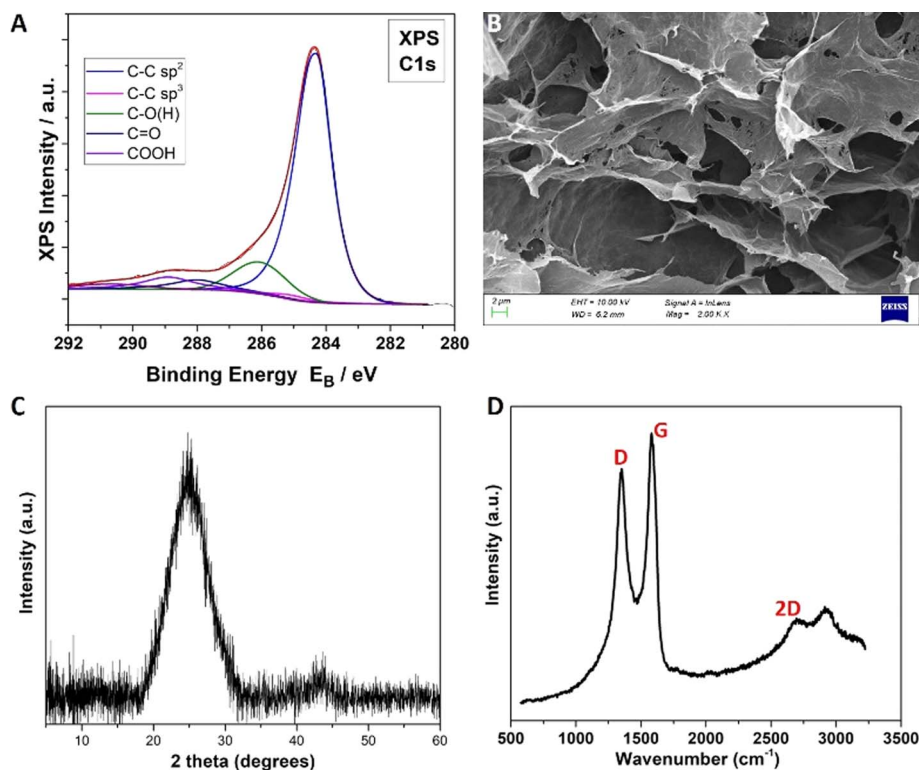 A
XPS
C1s
C-C sp²
C-C sp³
C-O(H)
C=O
COOH
XPS Intensity / a.u.
292 290 288 286 284 282 280
Binding Energy E_B / eV
B
2 µm
EHT = 10.00 kV
Signal A = InLens
WD = 6.2 mm
Mag = 2.00 K X
ZEISS
C
Intensity (a.u.)
10 20 30 40 50 60
2 theta (degrees)
D
D
G
2D
Intensity (a.u.)
500 1000 1500 2000 2500 3000 3500
Wavenumber (cm⁻¹)